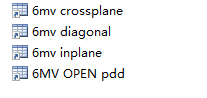 6mv crossplane
6mv diagonal
6mv inplane
6MV OPEN pdd